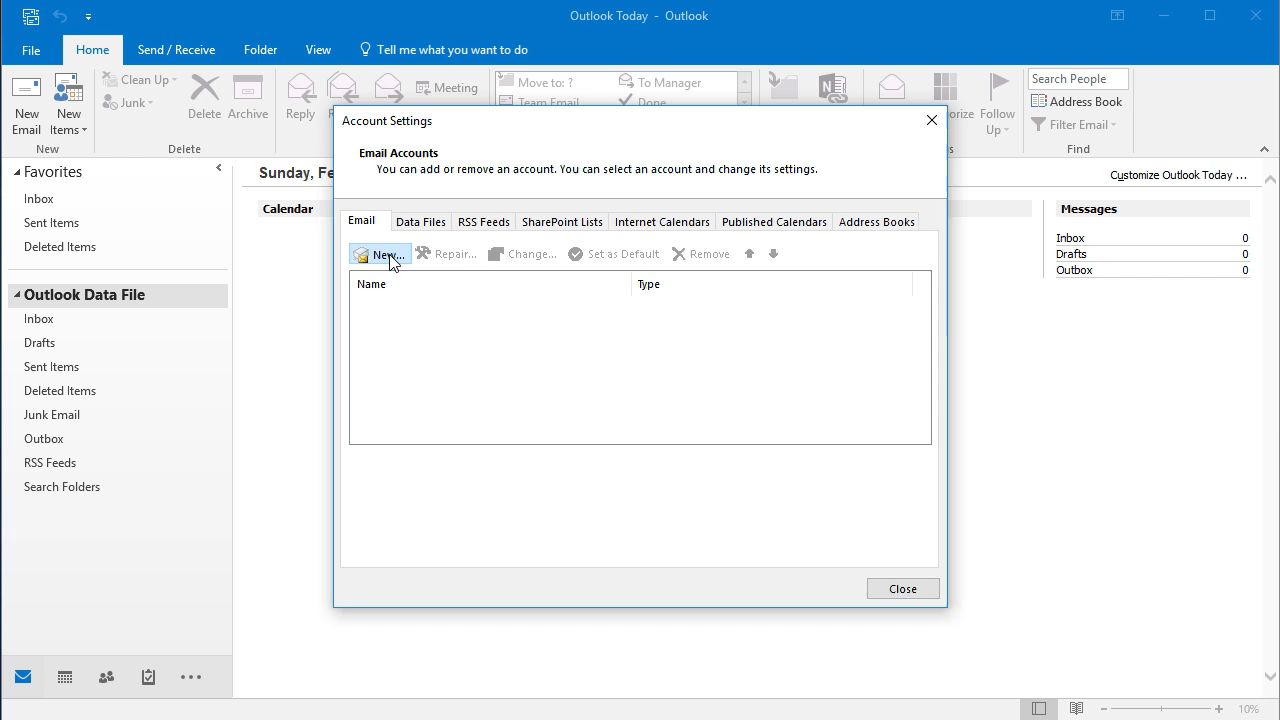 Outlook Today - Outlook
File
Home
Send / Receive
Folder
View
Tell me what you want to do
New Email
New Items
New
Clean Up
Junk
Delete
Archive
Delete
Reply
Meeting
Move to: ?
Team Email
To Manager
Done
Follow Up
Search People
Address Book
Filter Email
Find
Favorites
Inbox
Sent Items
Deleted Items
Outlook Data File
Inbox
Drafts
Sent Items
Deleted Items
Junk Email
Outbox
RSS Feeds
Search Folders
Sunday, Fe
Calendar
Customize Outlook Today ...
Messages
Inbox 0
Drafts 0
Outbox 0
Account Settings
Email Accounts
You can add or remove an account. You can select an account and change its settings.
Email
Data Files
RSS Feeds
SharePoint Lists
Internet Calendars
Published Calendars
Address Books
New...
Repair...
Change...
Set as Default
Remove
Name
Type
Close
10%